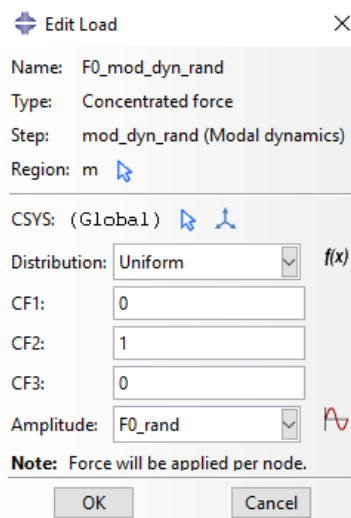 Edit Load
Name: F0_mod_dyn_rand
Type: Concentrated force
Step: mod_dyn_rand (Modal dynamics)
Region: m
CSYS: (Global)
Distribution: Uniform f(x)
CF1: 0
CF2: 1
CF3: 0
Amplitude: F0_rand
Note: Force will be applied per node.
OK Cancel